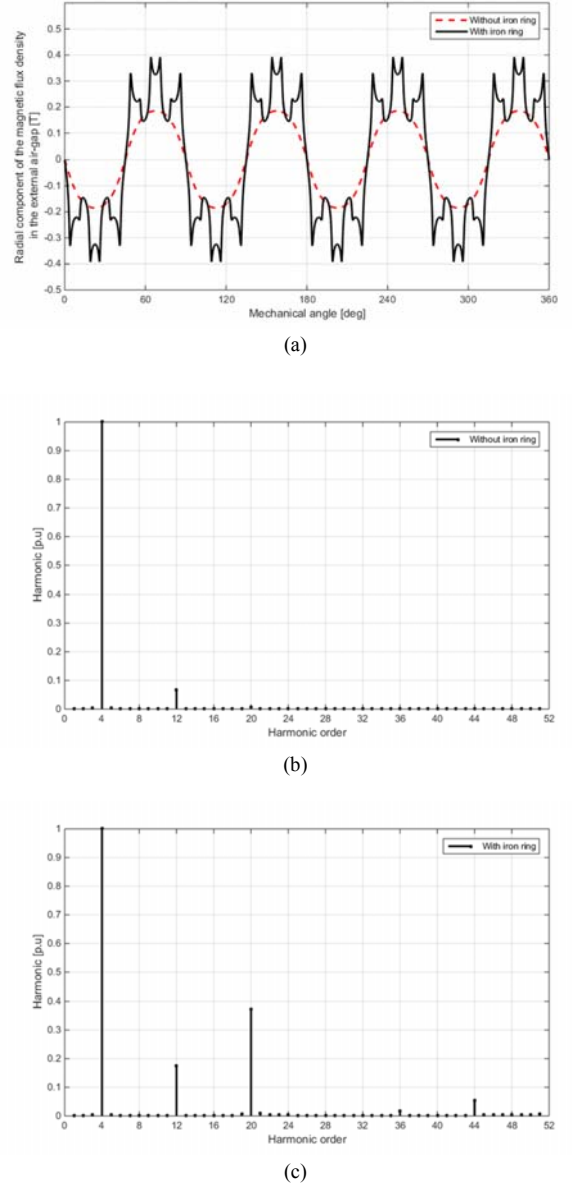 Radial component of the magnetic flux density
in the external air-gap [T]
0.5
0.4
0.3
0.2
0.1
0
-0.1
-0.2
-0.3
-0.4
-0.5
Without iron ring
With iron ring
0 60 120 180 240 300 360
Mechanical angle [deg]
(a)
Harmonic [p.u]
1
0.9
0.8
0.7
0.6
0.5
0.4
0.3
0.2
0.1
0
Without iron ring
0 4 8 12 16 20 24 28 32 36 40 44 48 52
Harmonic order
(b)
Harmonic [p.u]
1
0.9
0.8
0.7
0.6
0.5
0.4
0.3
0.2
0.1
0
With iron ring
0 4 8 12 16 20 24 28 32 36 40 44 48 52
Harmonic order
(c)